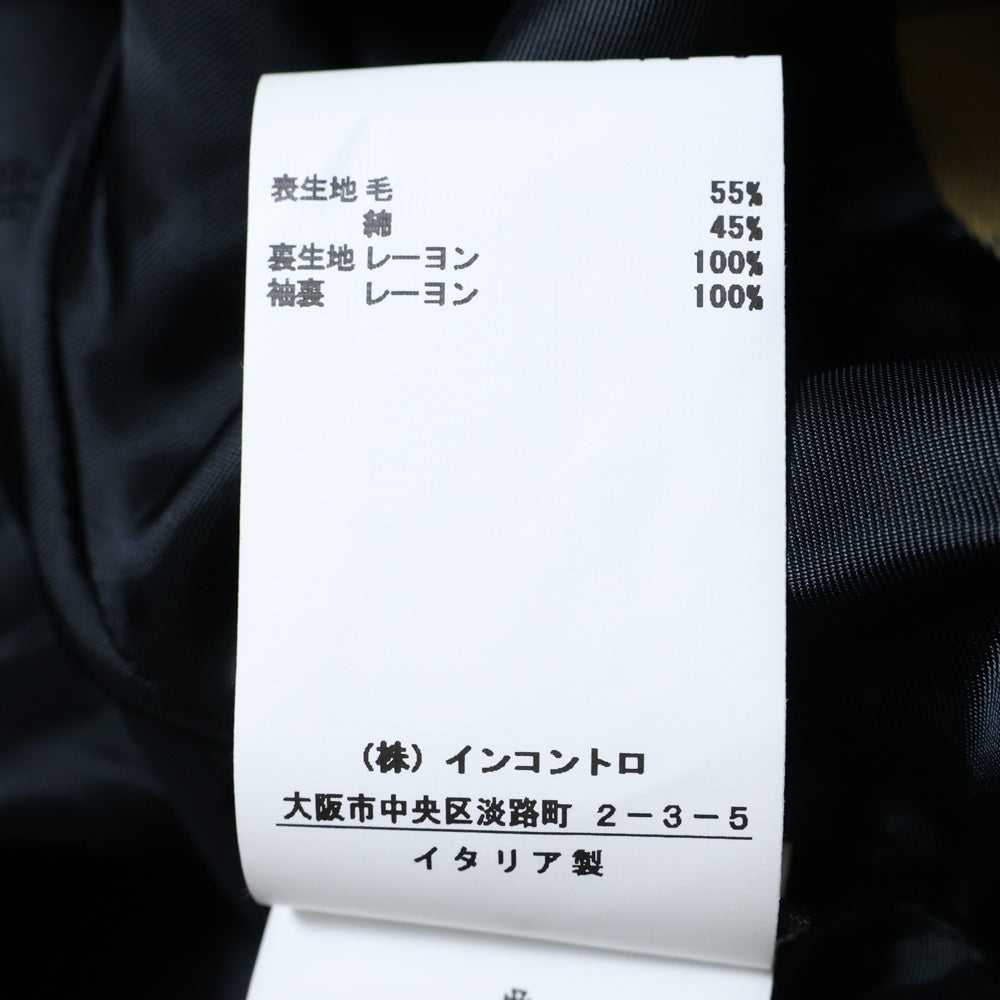 表生地 毛 55%
綿 45%
裏生地 レーヨン 100%
袖裏 レーヨン 100%
(株) インコントロ
大阪市中央区淡路町 2-3-5
イタリア製